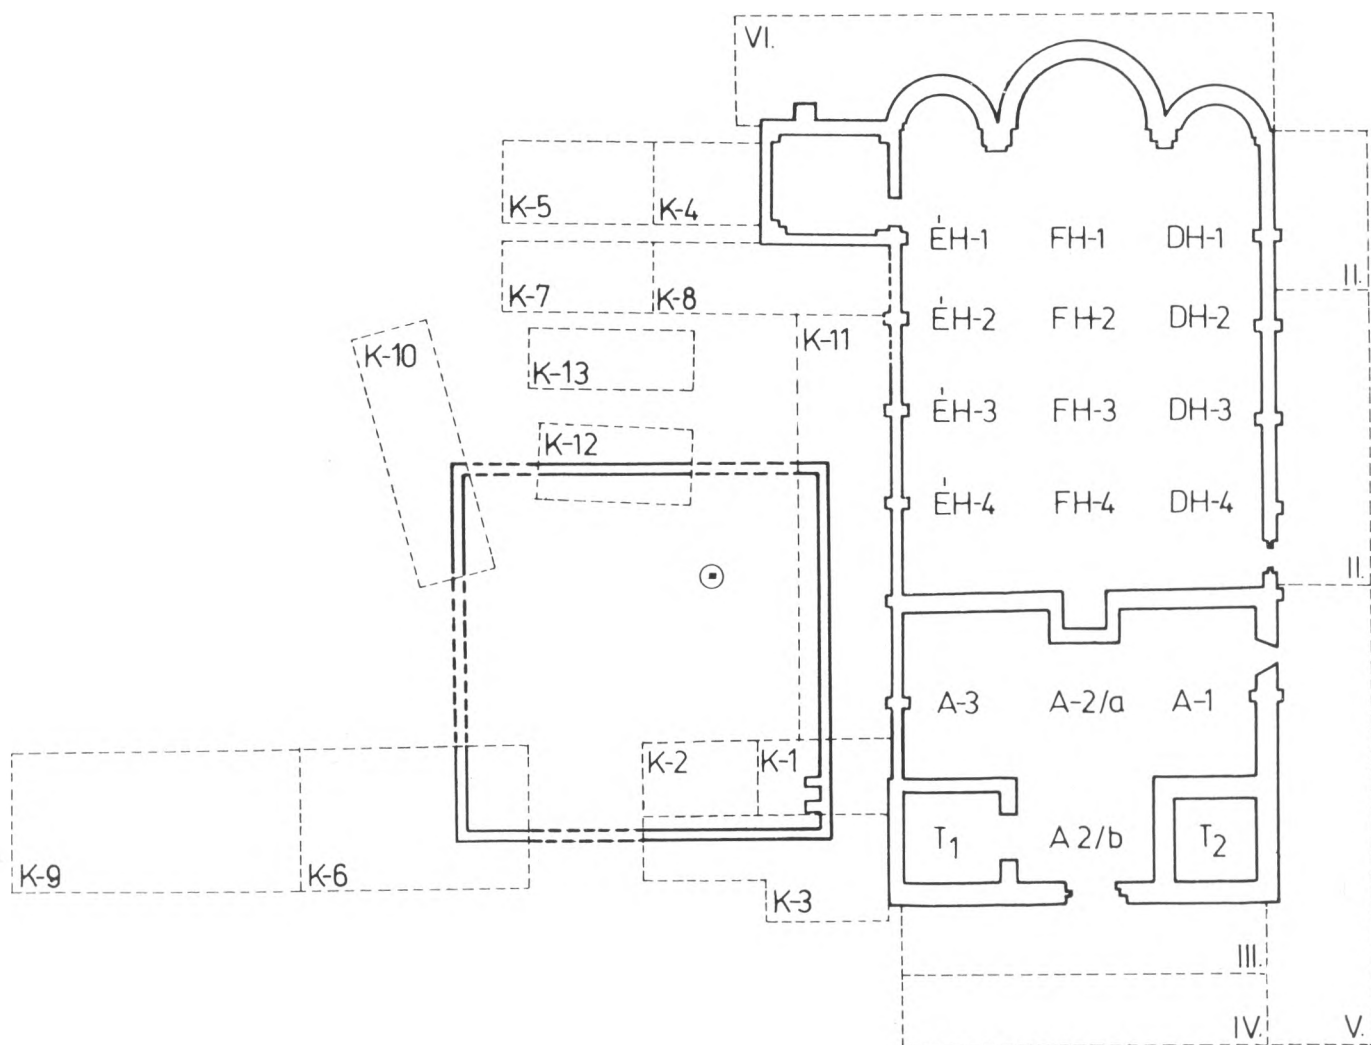 VI.
K-5
K-4
ÉH-1
FH-1
DH-1
II.
K-7
K-8
ÉH-2
FH-2
DH-2
K-11
K-10
K-13
ÉH-3
FH-3
DH-3
K-12
ÉH-4
FH-4
DH-4
II.
A-3
A-2/a
A-1
K-2
K-1
T1
A 2/b
T2
K-9
K-6
K-3
III.
IV.
V.